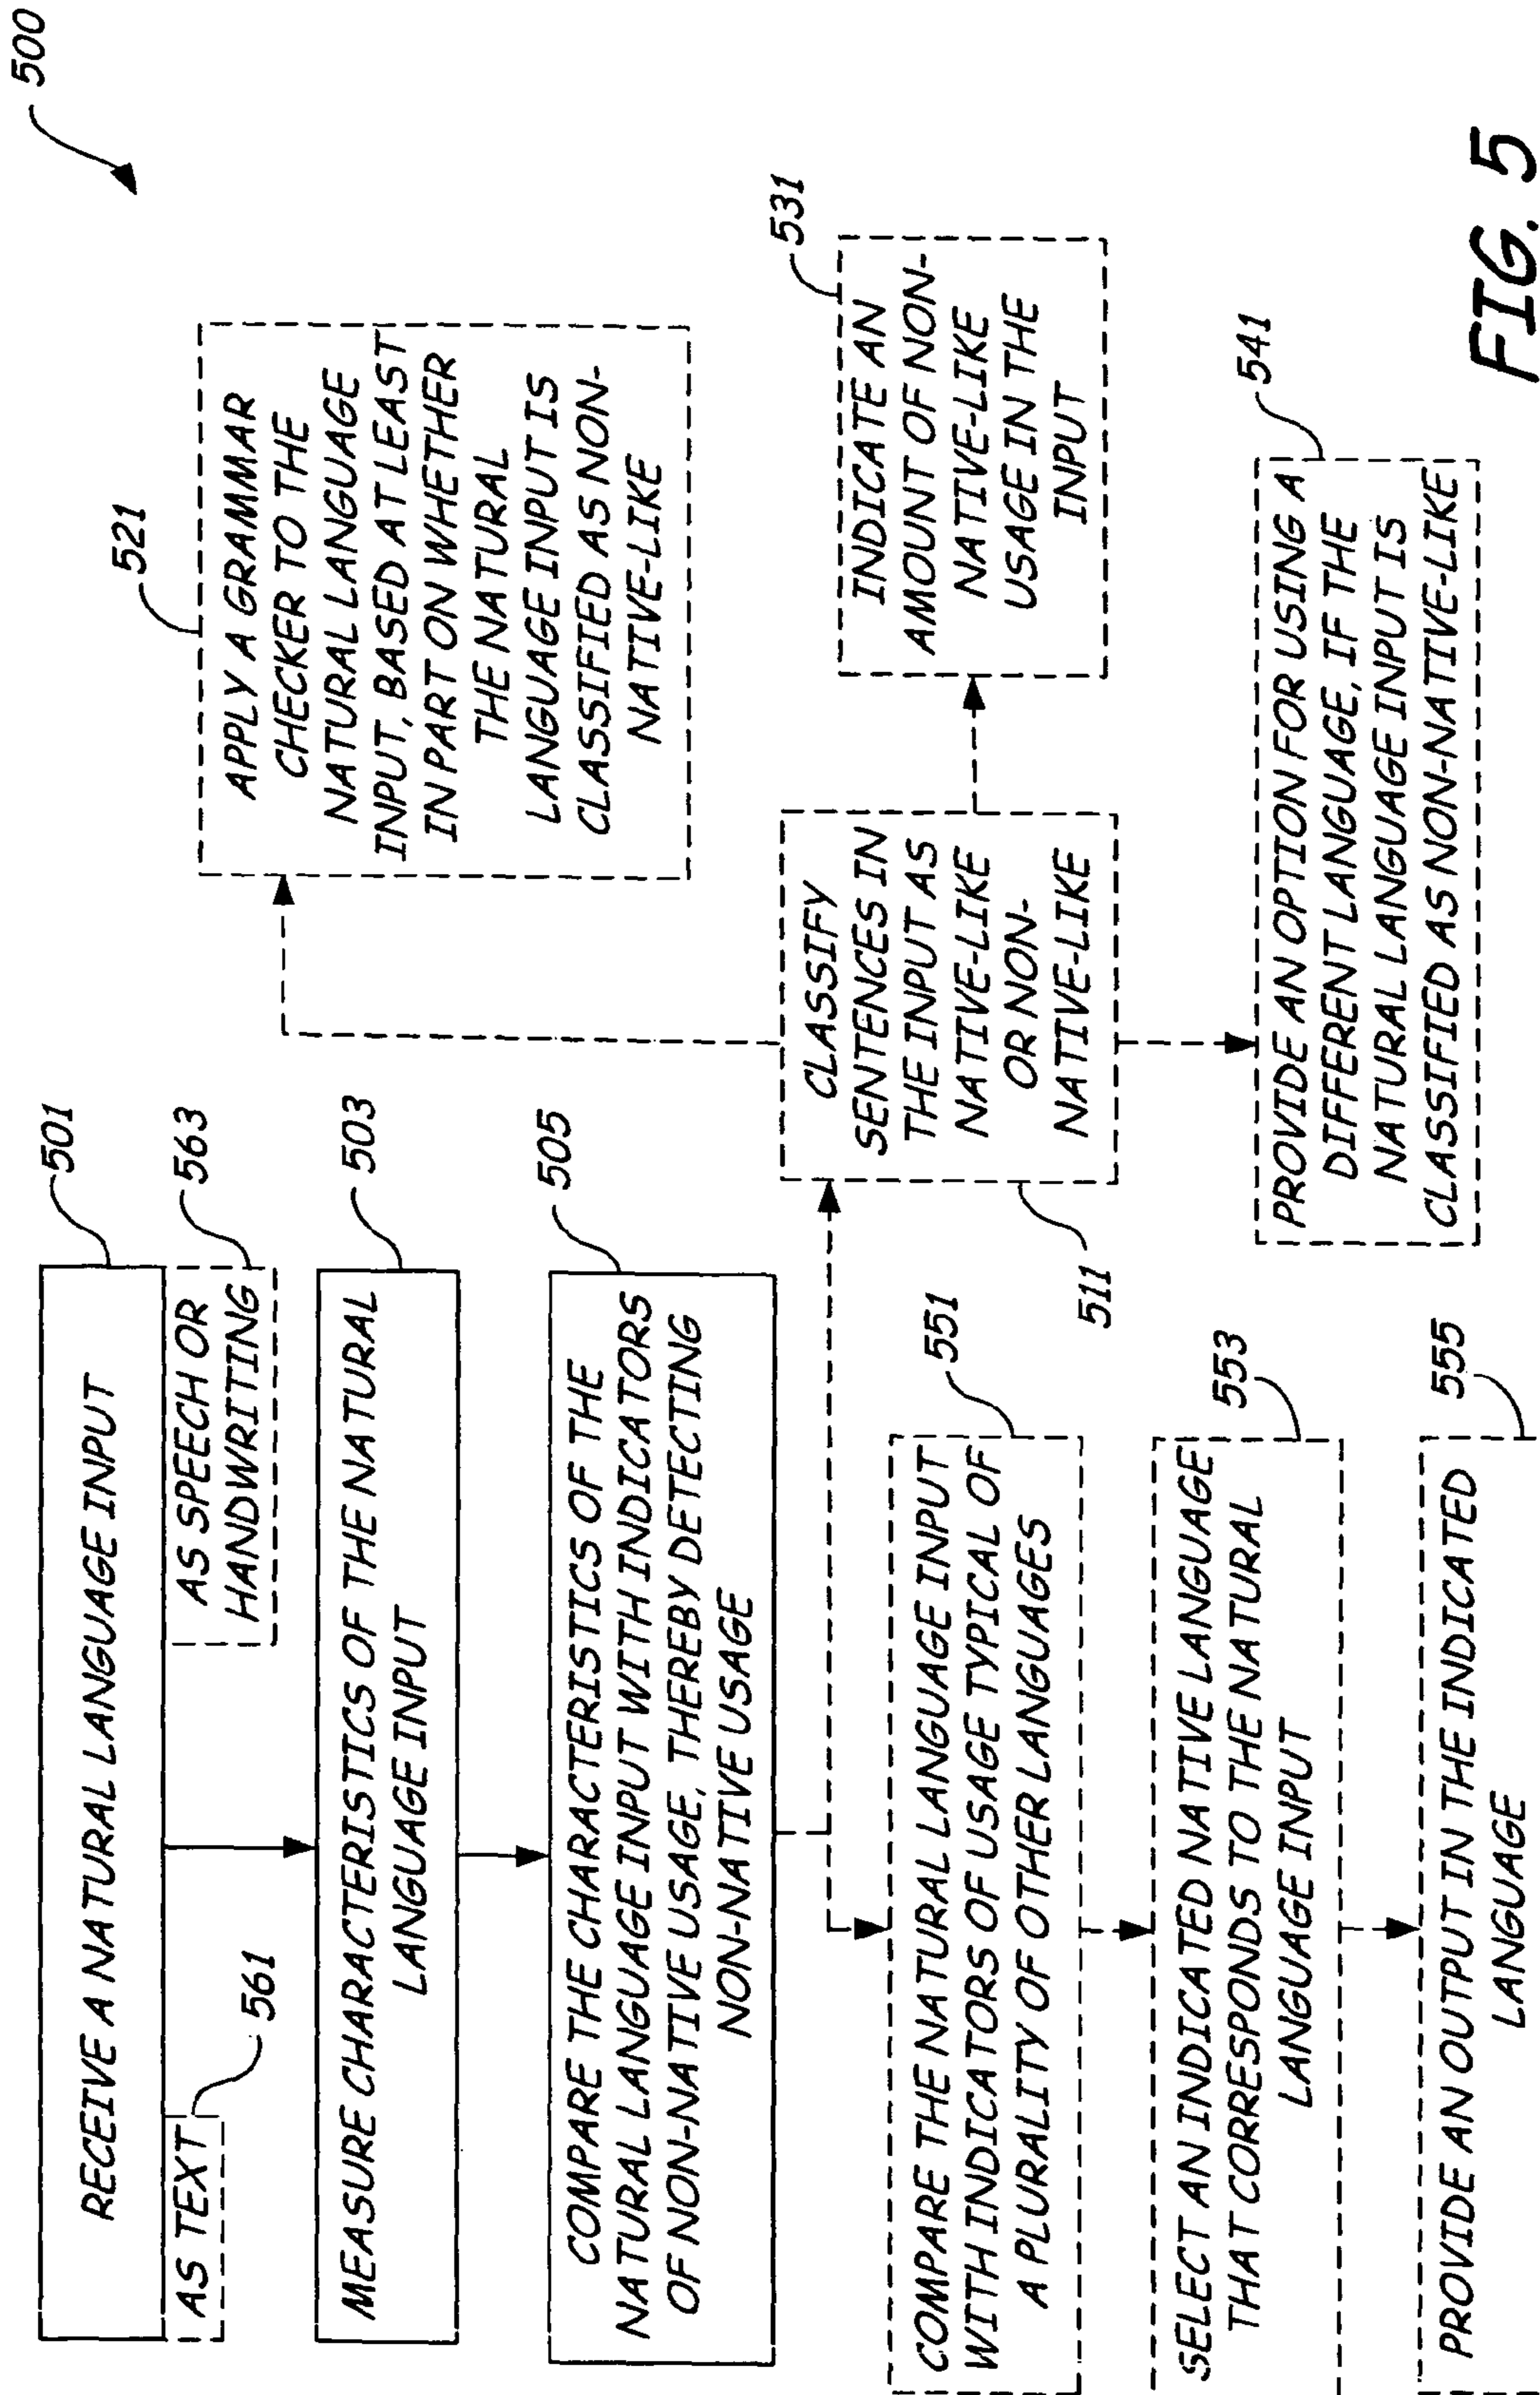 500
RECEIVE A NATURAL LANGUAGE INPUT
501
AS TEXT
561
AS SPEECH OR
HANDWRITING
563
MEASURE CHARACTERISTICS OF THE NATURAL
LANGUAGE INPUT
503
COMPARE THE CHARACTERISTICS OF THE
NATURAL LANGUAGE INPUT WITH INDICATORS
OF NON-NATIVE USAGE, THEREBY DETECTING
NON-NATIVE USAGE
505
APPLY A GRAMMAR
CHECKER TO THE
NATURAL LANGUAGE
INPUT, BASED AT LEAST
IN PART ON WHETHER
THE NATURAL
LANGUAGE INPUT IS
CLASSIFIED AS NON-
NATIVE-LIKE
521
CLASSIFY
SENTENCES IN
THE INPUT AS
NATIVE-LIKE
OR NON-
NATIVE-LIKE
511
INDICATE AN
AMOUNT OF NON-
NATIVE-LIKE
USAGE IN THE
INPUT
531
COMPARE THE NATURAL LANGUAGE INPUT
WITH INDICATORS OF USAGE TYPICAL OF
A PLURALITY OF OTHER LANGUAGES
551
SELECT AN INDICATED NATIVE LANGUAGE
THAT CORRESPONDS TO THE NATURAL
LANGUAGE INPUT
553
PROVIDE AN OUTPUT IN THE INDICATED
LANGUAGE
555
PROVIDE AN OPTION FOR USING A
DIFFERENT LANGUAGE, IF THE
NATURAL LANGUAGE INPUT IS
CLASSIFIED AS NON-NATIVE-LIKE
541
FIG. 5